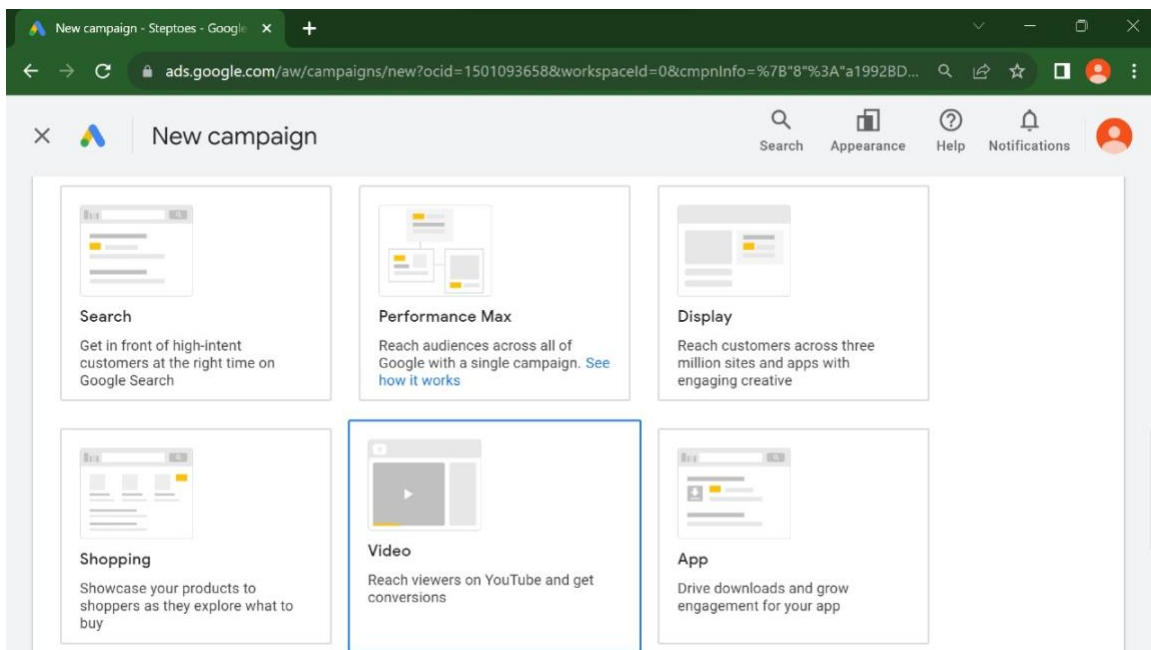 New campaign - Steptoes - Google
ads.google.com/aw/campaigns/new?ocid=1501093658&workspaceId=0&cmpnInfo=%7B"8"%3A"a1992BD...
New campaign
Search
Appearance
Help
Notifications
Search
Get in front of high-intent
customers at the right time on
Google Search
Performance Max
Reach audiences across all of
Google with a single campaign. See
how it works
Display
Reach customers across three
million sites and apps with
engaging creative
Shopping
Showcase your products to
shoppers as they explore what to
buy
Video
Reach viewers on YouTube and get
conversions
App
Drive downloads and grow
engagement for your app